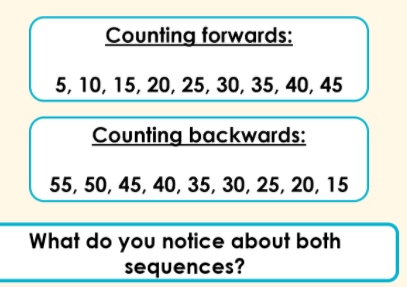 Counting forwards:
5, 10, 15, 20, 25, 30, 35, 40, 45
Counting backwards:
55, 50, 45, 40, 35, 30, 25, 20, 15
What do you notice about both
sequences?